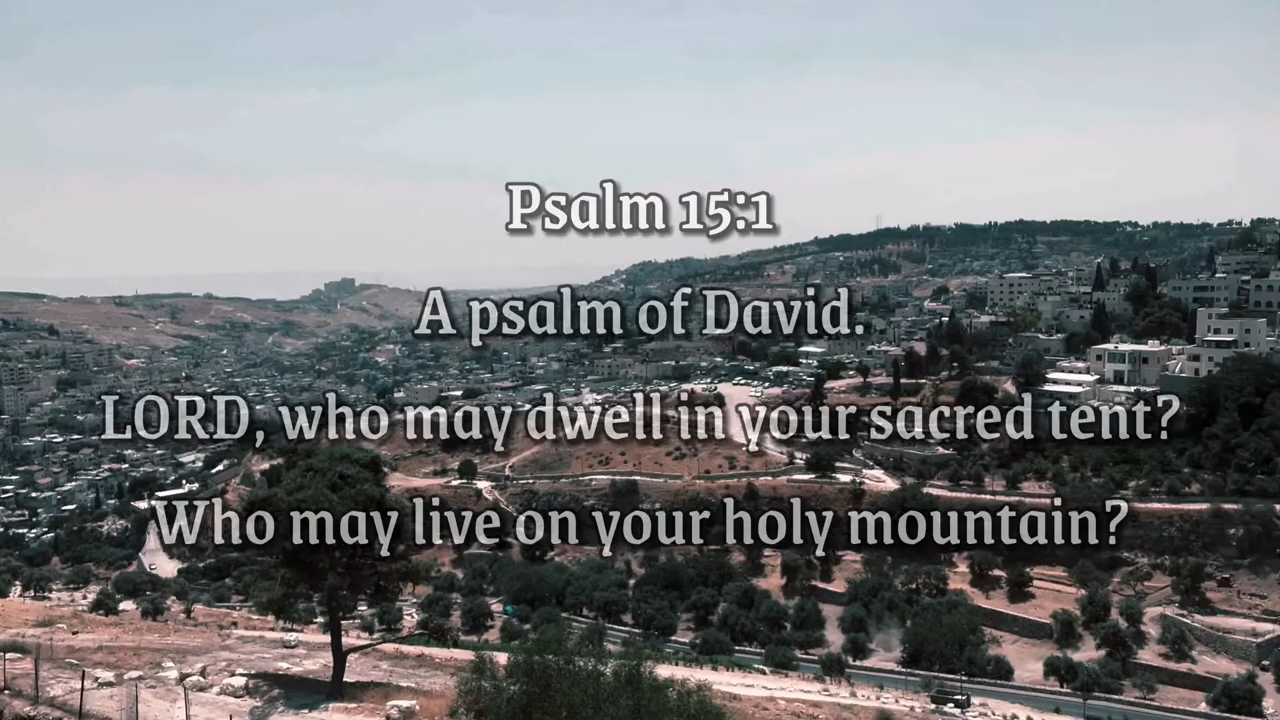 Psalm 15:1
A psalm of David.
LORD, who may dwell in your sacred tent?
Who may live on your holy mountain?